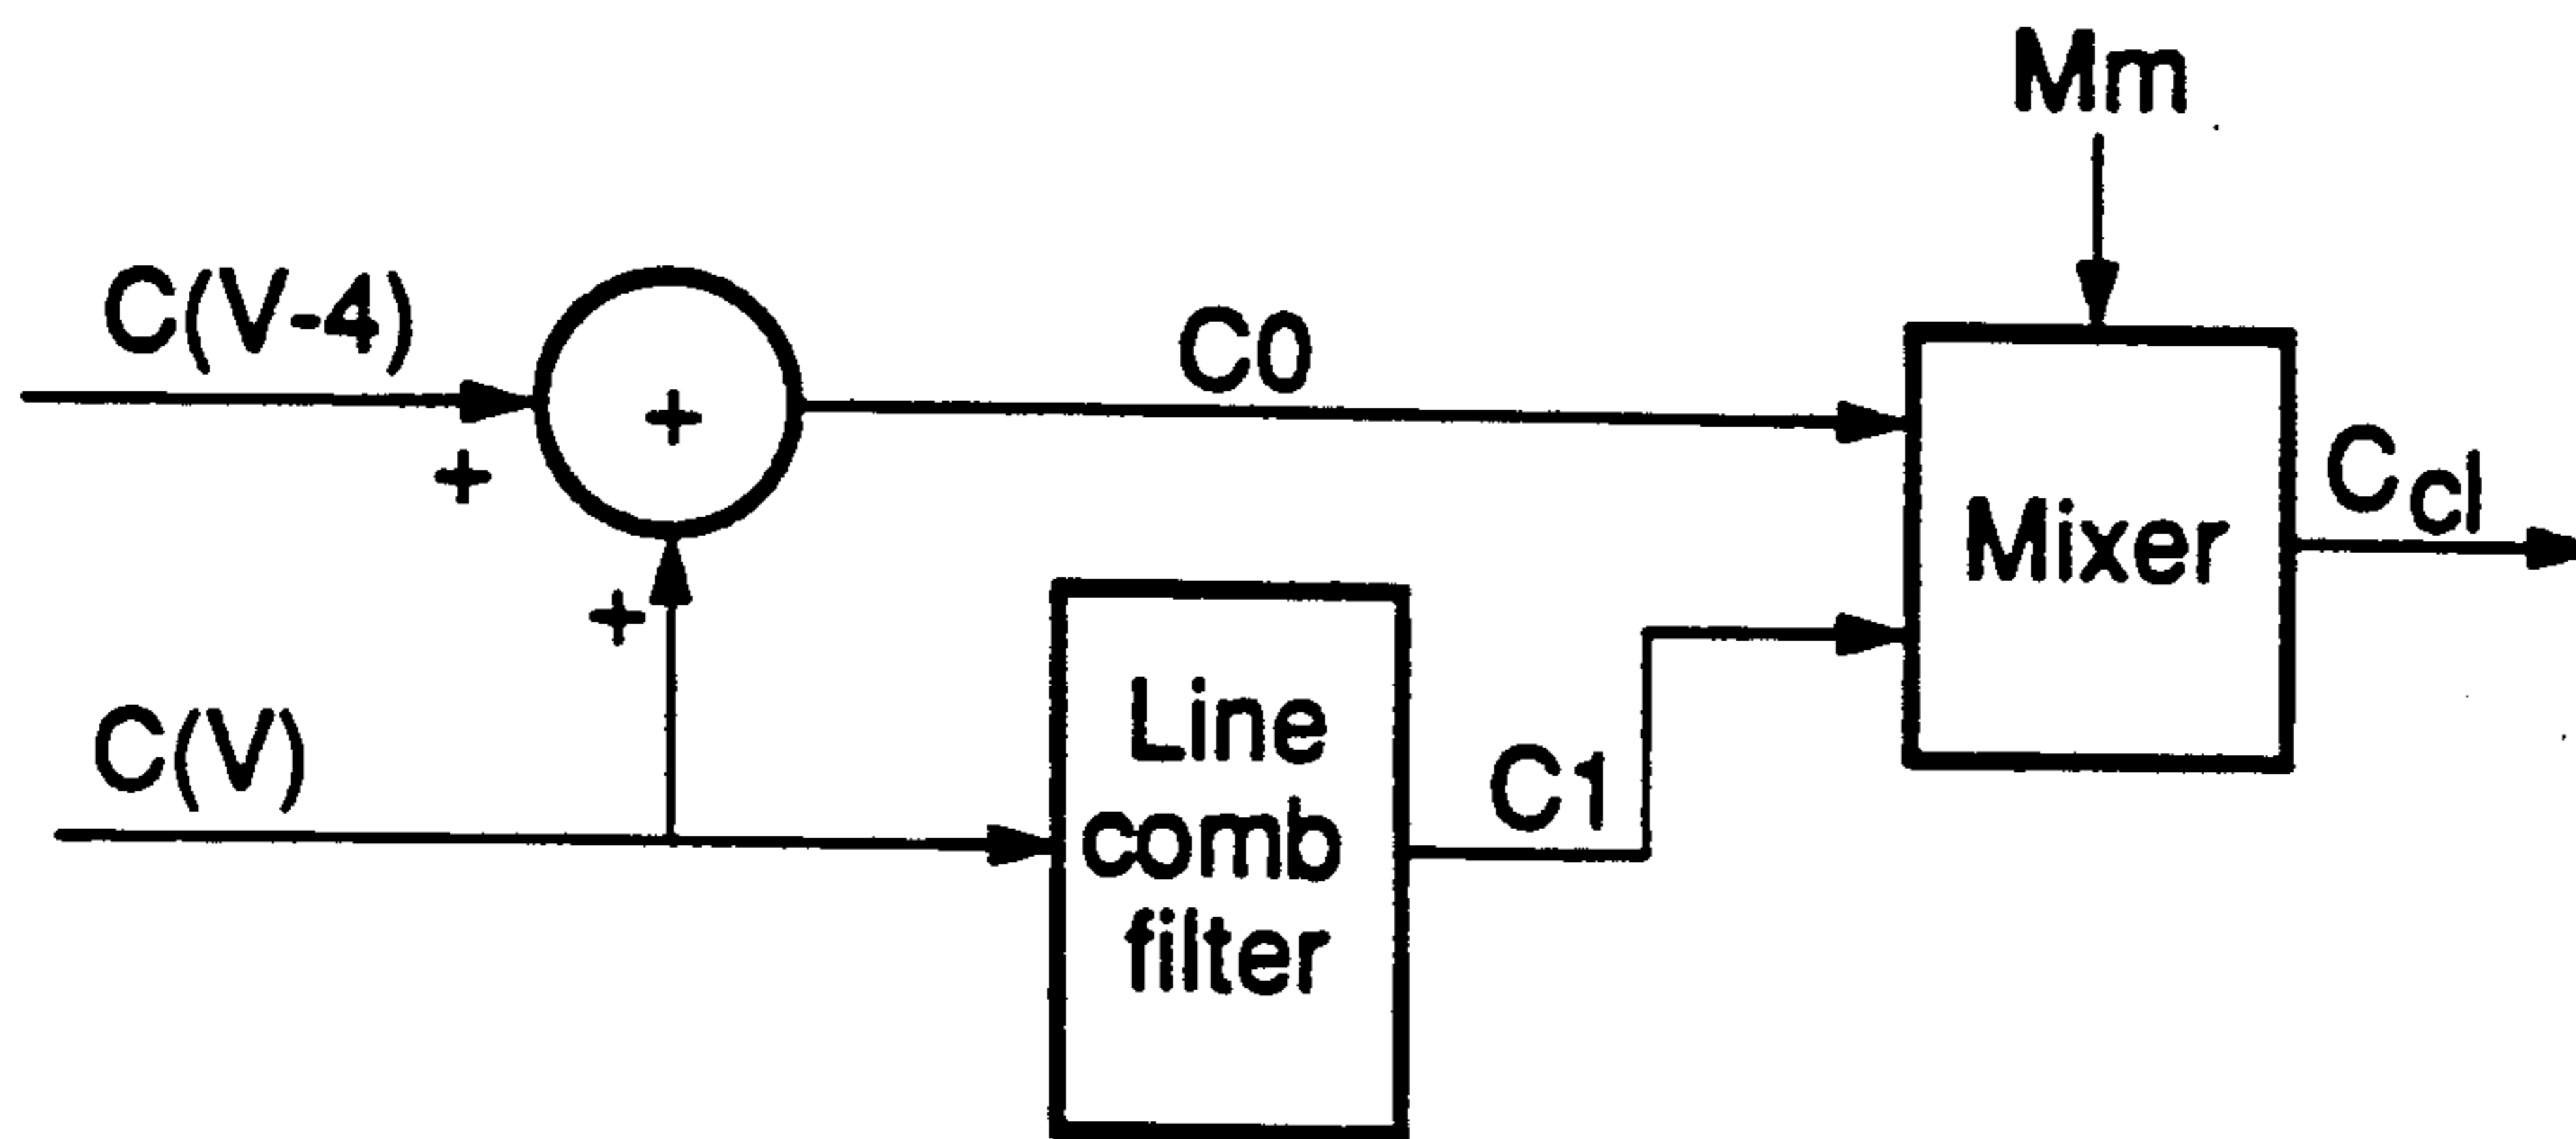 Mm
C(V-4)
+
+
C0
Mixer
Ccl
+
C(V)
Line
comb
filter
C1